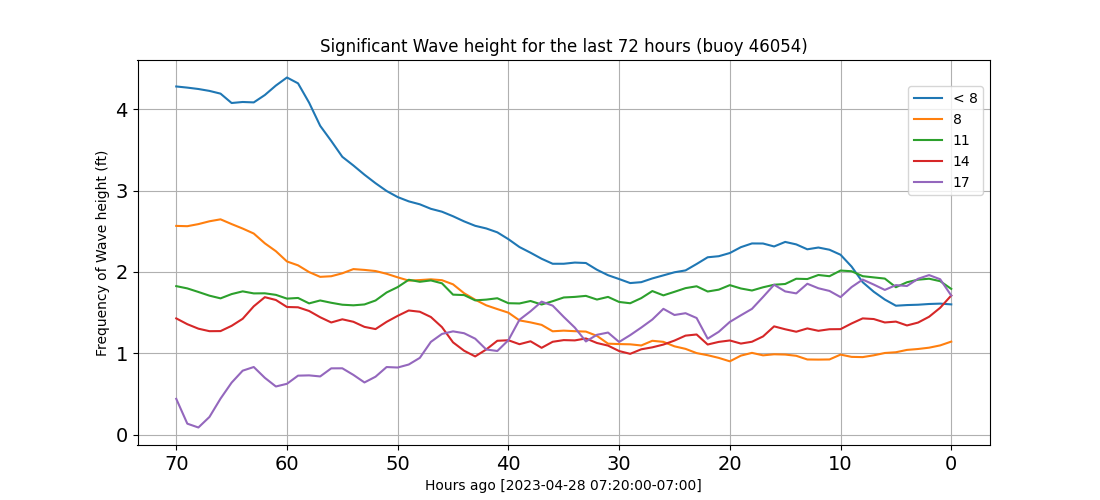 Significant Wave height for the last 72 hours (buoy 46054)
Frequency of Wave height (ft)
4
3
2
1
0
< 8
8
11
14
17
70 60 50 40 30 20 10 0
Hours ago [2023-04-28 07:20:00-07:00]